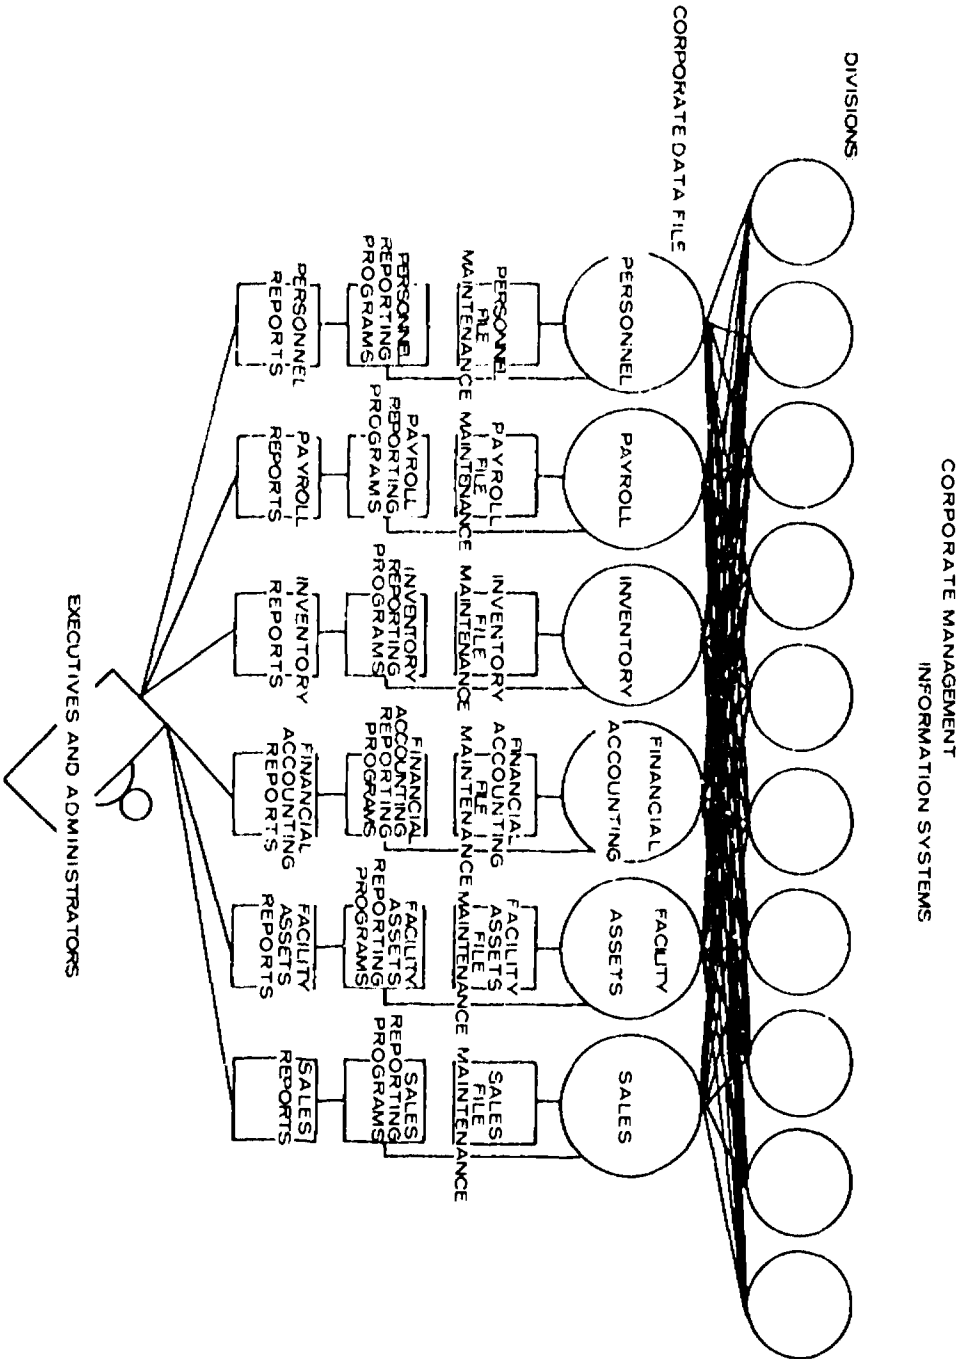 CORPORATE MANAGEMENT
INFORMATION SYSTEMS
DIVISIONS
CORPORATE DATA FILE
PERSONNEL
PAYROLL
INVENTORY
FINANCIAL
ACCOUNTING
FACILITY
ASSETS
SALES
PERSONNEL
FILE
MAINTENANCE
PAYROLL
FILE
MAINTENANCE
INVENTORY
FILE
MAINTENANCE
FINANCIAL
ACCOUNTING
FILE
MAINTENANCE
FACILITY
ASSETS
FILE
MAINTENANCE
SALES
FILE
MAINTENANCE
PERSONNEL
REPORTING
PROGRAMS
PAYROLL
REPORTING
PROGRAMS
INVENTORY
REPORTING
PROGRAMS
FINANCIAL
ACCOUNTING
REPORTING
PROGRAMS
FACILITY
ASSETS
REPORTING
PROGRAMS
SALES
REPORTING
PROGRAMS
PERSONNEL
REPORTS
PAYROLL
REPORTS
INVENTORY
REPORTS
FINANCIAL
ACCOUNTING
REPORTS
FACILITY
ASSETS
REPORTS
SALES
REPORTS
EXECUTIVES AND ADMINISTRATORS